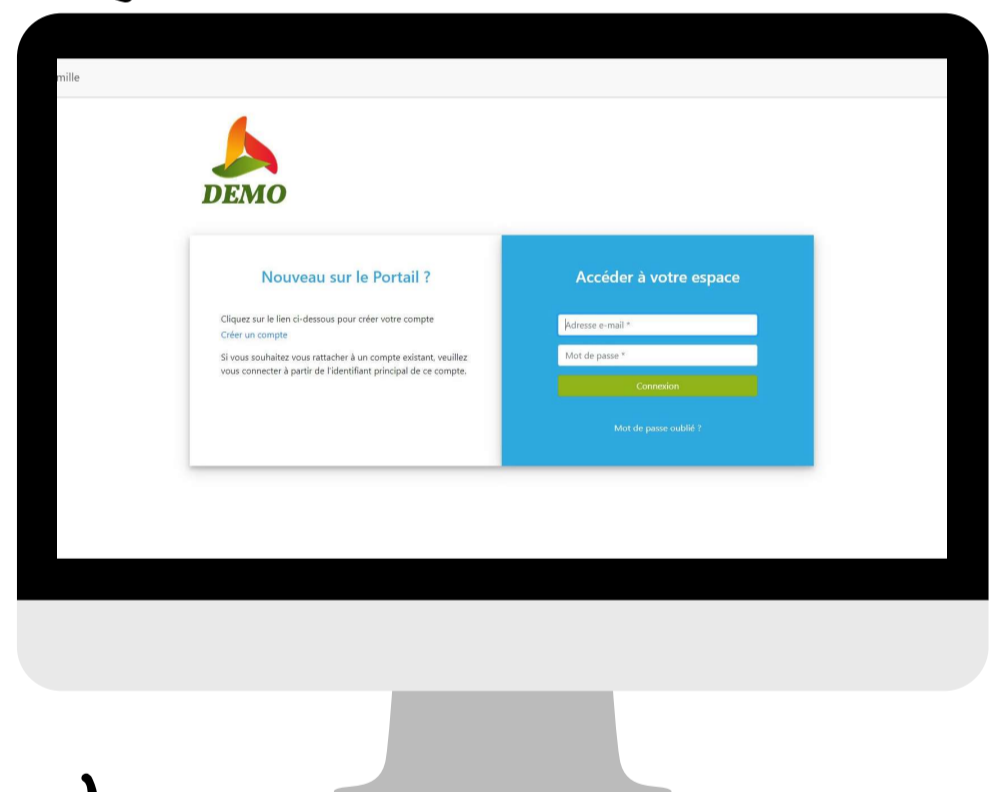 mille
DEMO
Nouveau sur le Portail ?
Cliquez sur le lien ci-dessous pour créer votre compte
Créer un compte
Si vous souhaitez vous rattacher à un compte existant, veuillez
vous connecter à partir de l'identifiant principal de ce compte.
Accéder à votre espace
Adresse e-mail *
Mot de passe *
Connexion
Mot de passe oublié ?